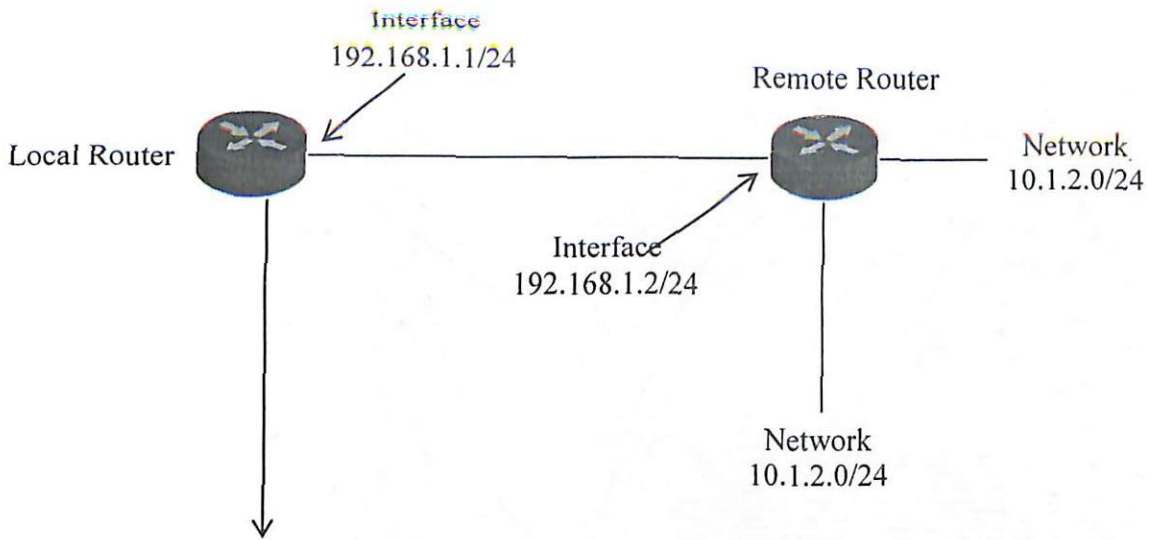 Interface
192.168.1.1/24
Remote Router
Local Router
Network
10.1.2.0/24
Interface
192.168.1.2/24
Network
10.1.2.0/24